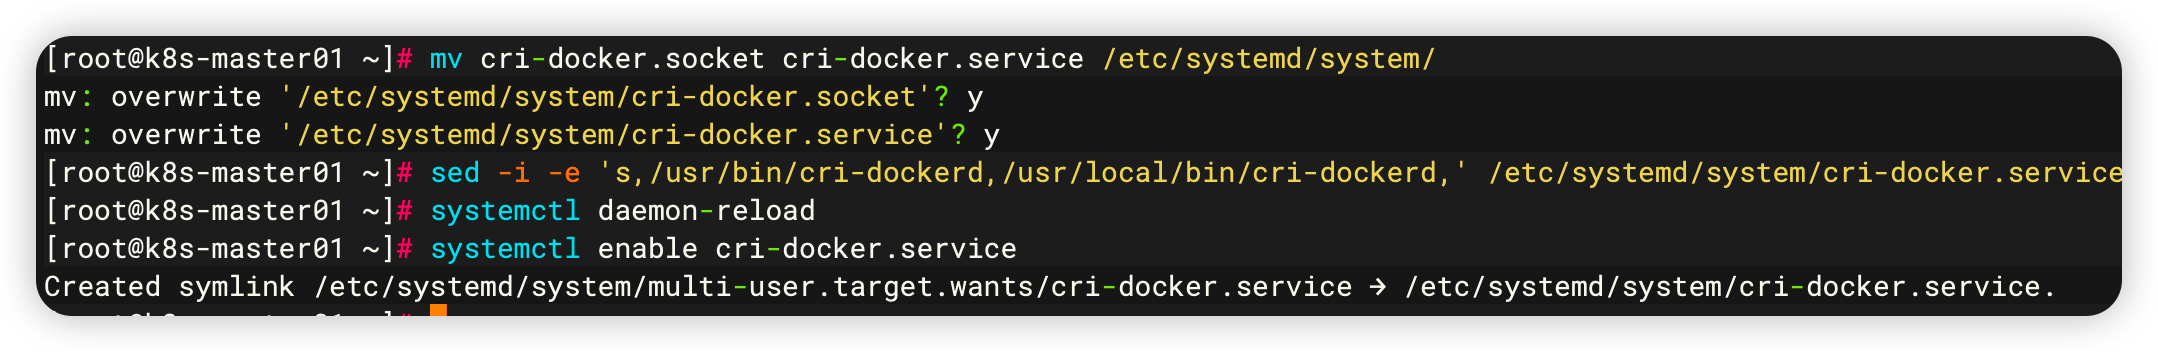 [root@k8s-master01 ~]# mv cri-docker.socket cri-docker.service /etc/systemd/system/
mv: overwrite '/etc/systemd/system/cri-docker.socket'? y
mv: overwrite '/etc/systemd/system/cri-docker.service'? y
[root@k8s-master01 ~]# sed -i -e 's,/usr/bin/cri-dockerd,/usr/local/bin/cri-dockerd,' /etc/systemd/system/cri-docker.service
[root@k8s-master01 ~]# systemctl daemon-reload
[root@k8s-master01 ~]# systemctl enable cri-docker.service
Created symlink /etc/systemd/system/multi-user.target.wants/cri-docker.service → /etc/systemd/system/cri-docker.service.